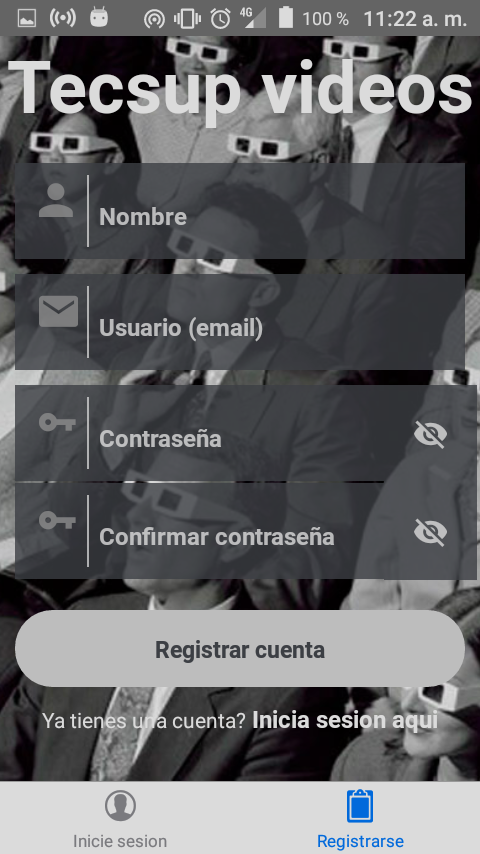 4G 100 % 11:22 a. m.
Tecsup videos
Nombre
Usuario (email)
Contraseña
Confirmar contraseña
Registrar cuenta
Ya tienes una cuenta? Inicia sesion aqui
Inicie sesion Registrarse